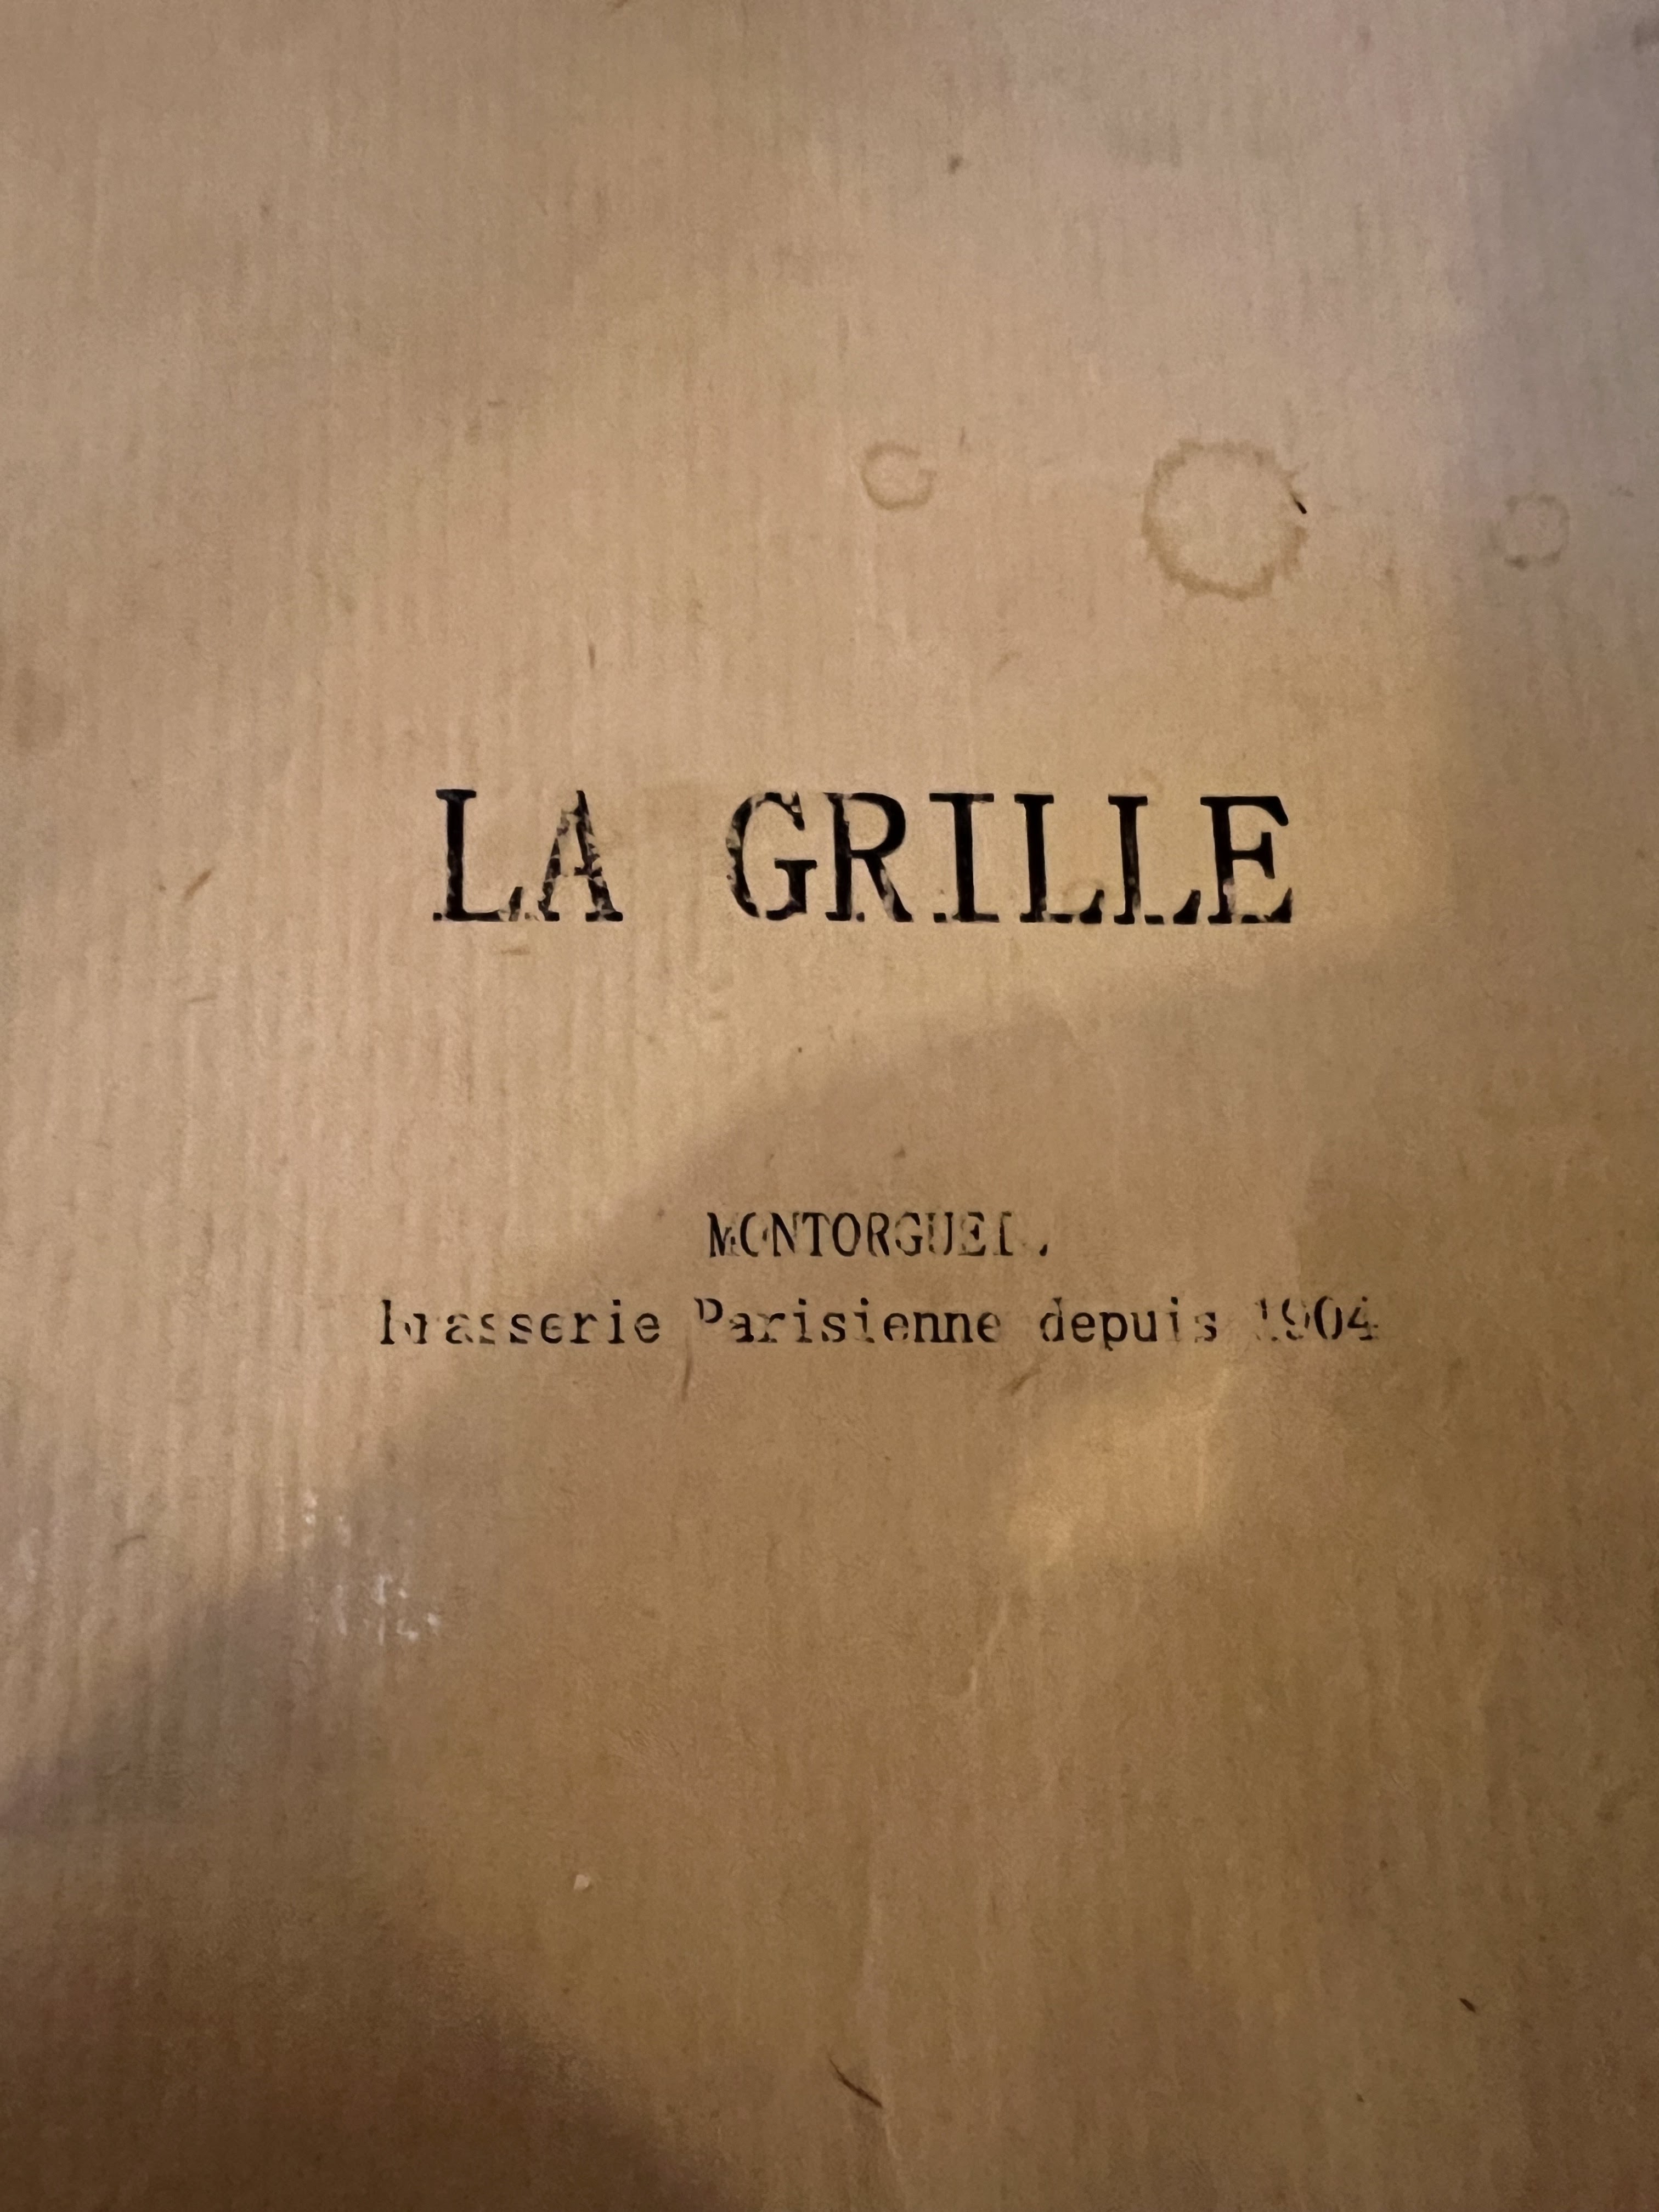 LA GRILLE
MONTORGUEIL
brasserie Parisienne depuis 1904